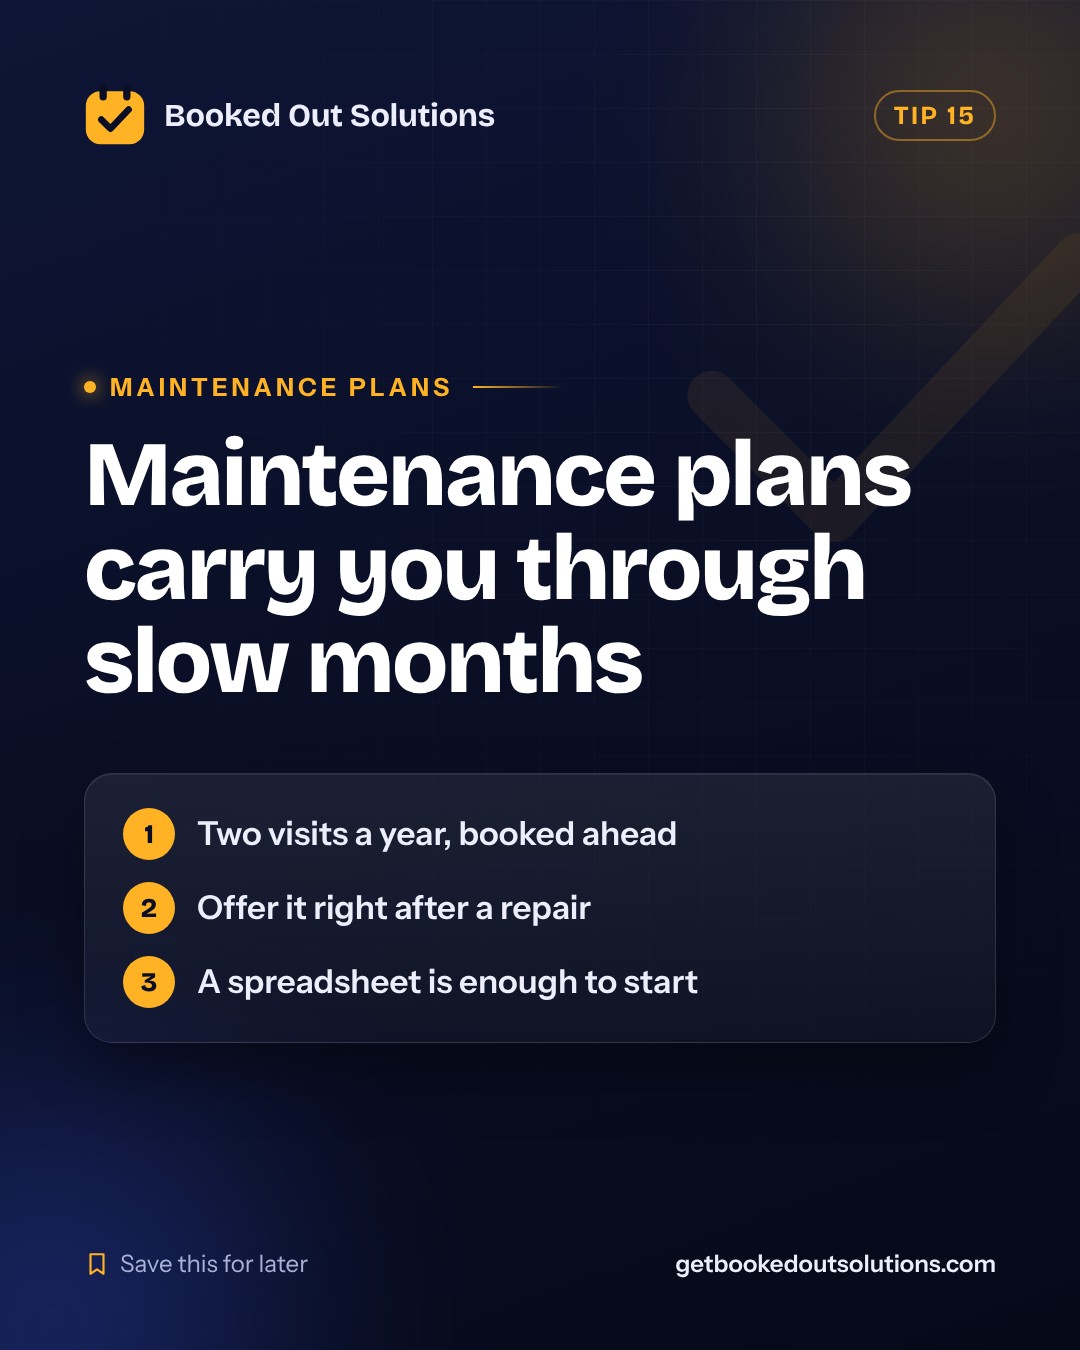 Booked Out Solutions
TIP 15
MAINTENANCE PLANS
Maintenance plans
carry you through
slow months
1 Two visits a year, booked ahead
2 Offer it right after a repair
3 A spreadsheet is enough to start
Save this for later
getbookedoutsolutions.com